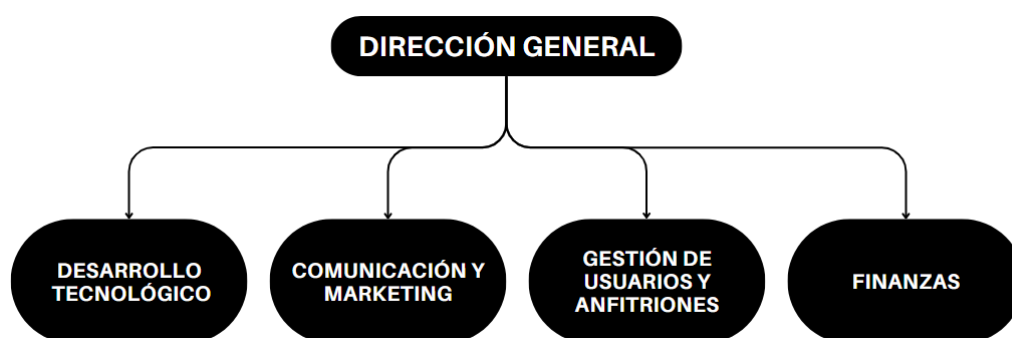 DIRECCIÓN GENERAL
DESARROLLO
TECNOLÓGICO
COMUNICACIÓN Y
MARKETING
GESTIÓN DE
USUARIOS Y
ANFITRIONES
FINANZAS